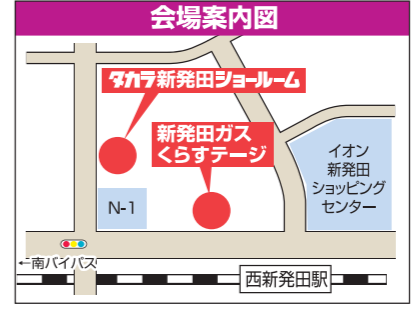 会場案内図
タカラ新発田ショールーム
新発田ガス
くらすテージ
イオン
新発田
ショッピング
センター
N-1
←南バイパス
西新発田駅